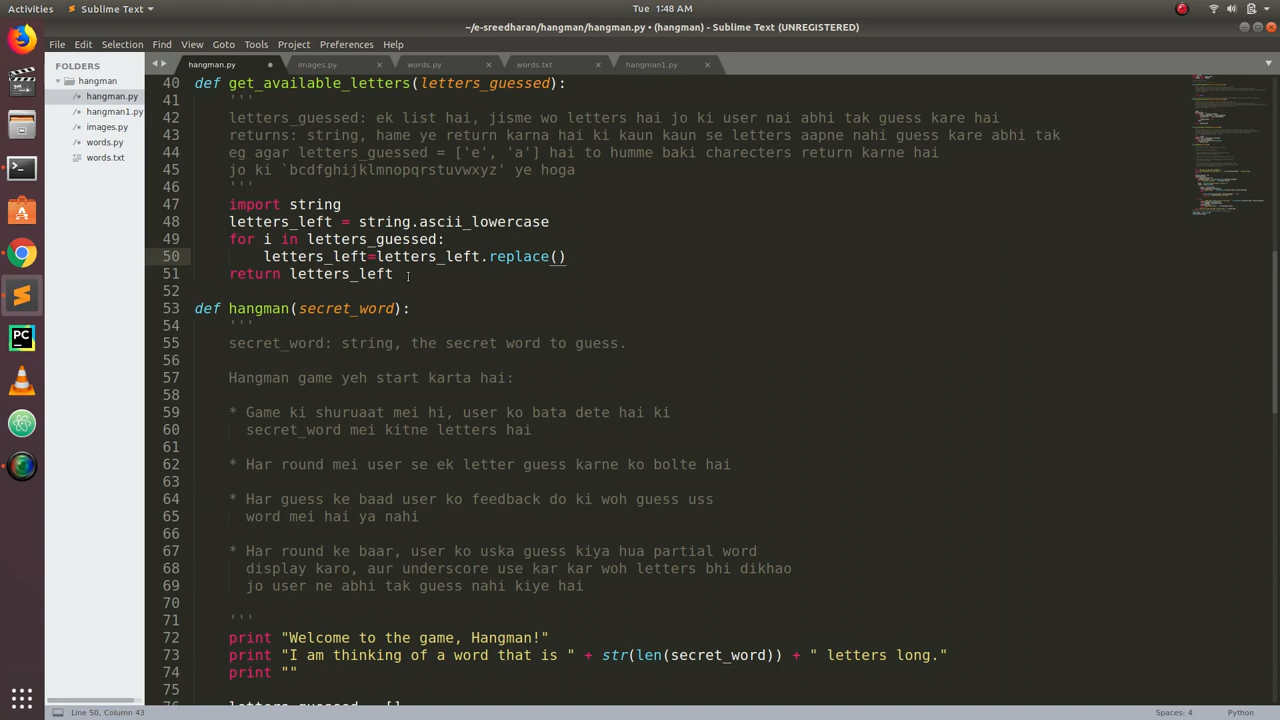 Activities
Sublime Text
Tue 1:48 AM
~/e-sreedharan/hangman/hangman.py • (hangman) - Sublime Text (UNREGISTERED)
File Edit Selection Find View Goto Tools Project Preferences Help
FOLDERS
hangman
hangman.py
hangman1.py
images.py
words.py
words.txt
hangman.py images.py words.py words.txt hangman1.py
40 def get_available_letters(letters_guessed):
41 '''
42 letters_guessed: ek list hai, isme vo letters hai jo ki user nai abhi tak guess kare hai
43 returns: string, hame ye return karna hai ki kaun kaun se letters aapne nahi guess kare abhi tak
44 eg agar letters_guessed = ['e', 'a'] hai to humme baki charecters return karne hai
45 jo ki `bcdfghijklmnopqrstuvwxyz` ye hoga
46 '''
47 import string
48 letters_left = string.ascii_lowercase
49 for i in letters_guessed:
50 letters_left=letters_left.replace()
51 return letters_left
52
53 def hangman(secret_word):
54 '''
55 secret_word: string, the secret word to guess.
56
57 Hangman game yeh start karta hai:
58
59 * Game ki shuruaat mei hi, user ko bata dete hai ki
60 secret_word mei kitne letters hai
61
62 * Har round mei user se ek letter guess karne ko bolte hai
63
64 * Har guess ke baad user ko feedback do ki woh guess uss
65 word mei hai ya nahi
66
67 * Har round ke baar, user ko uska guess kiya hua partial word
68 display karo, aur underscore use kar kar woh letters bhi dikhao
69 jo user ne abhi tak guess nahi kiye hai
70
71 '''
72 print "Welcome to the game, Hangman!"
73 print "I am thinking of a word that is " + str(len(secret_word)) + " letters long."
74 print ""
75
76 letters_guessed = []
Line 50, Column 43
Spaces: 4
Python